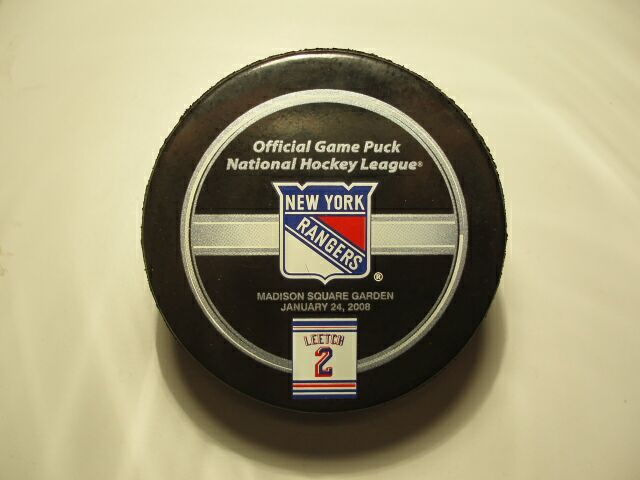 Official Game Puck
National Hockey League®
NEW YORK
RANGERS
®
MADISON SQUARE GARDEN
JANUARY 24, 2008
LEETCH
2